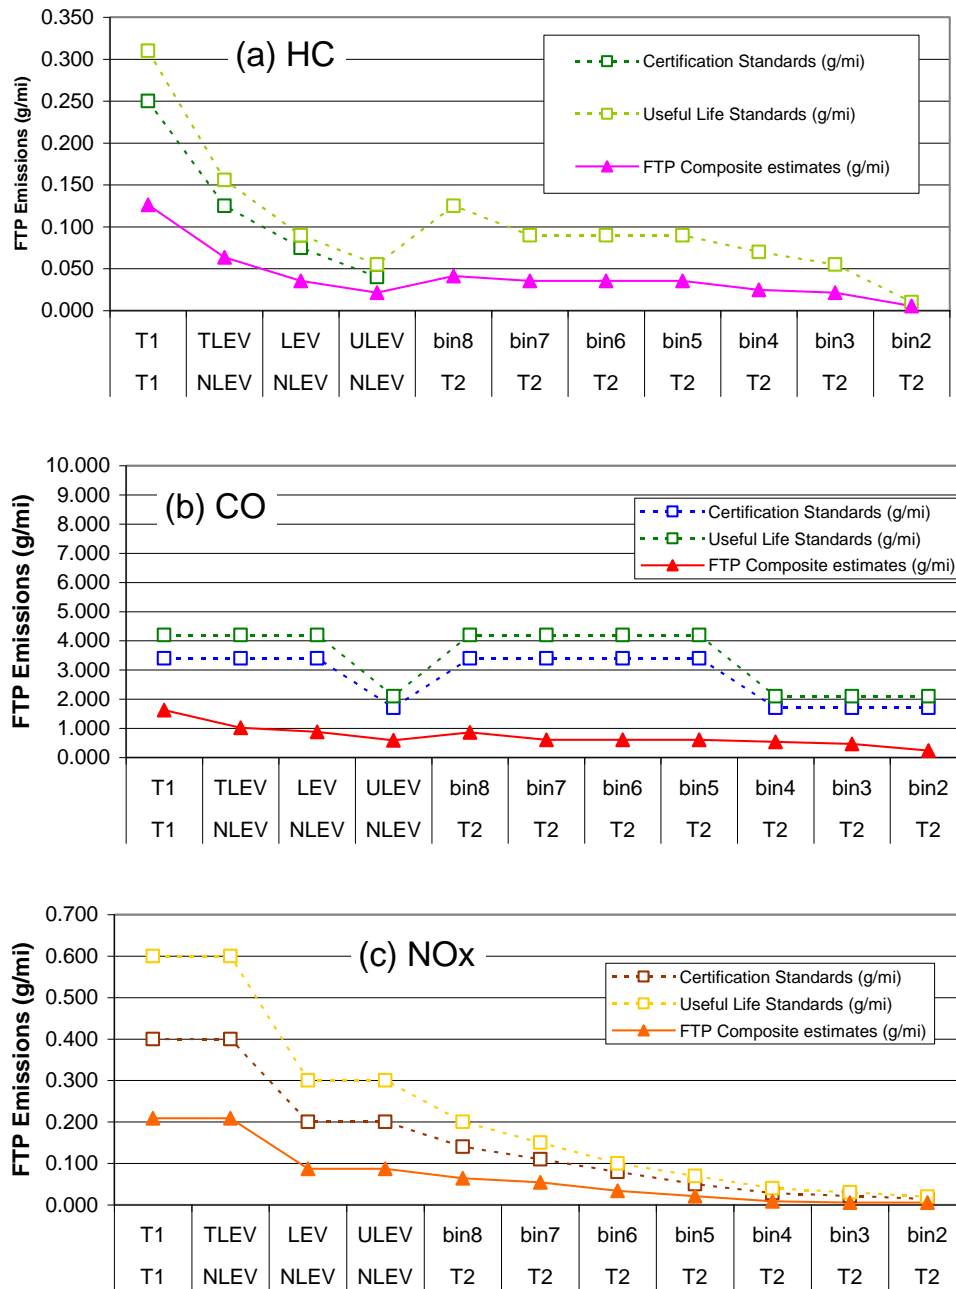 0.350
(a) HC
0.300
0.250
0.200
0.150
0.100
0.050
0.000
FTP Emissions (g/mi)
Certification Standards (g/mi)
Useful Life Standards (g/mi)
FTP Composite estimates (g/mi)
T1 TLEV LEV ULEV bin8 bin7 bin6 bin5 bin4 bin3 bin2
T1 NLEV NLEV NLEV T2 T2 T2 T2 T2 T2 T2
10.000
9.000
8.000
7.000
6.000
5.000
4.000
3.000
2.000
1.000
0.000
FTP Emissions (g/mi)
(b) CO
Certification Standards (g/mi)
Useful Life Standards (g/mi)
FTP Composite estimates (g/mi)
T1 TLEV LEV ULEV bin8 bin7 bin6 bin5 bin4 bin3 bin2
T1 NLEV NLEV NLEV T2 T2 T2 T2 T2 T2 T2
0.700
0.600
0.500
0.400
0.300
0.200
0.100
0.000
FTP Emissions (g/mi)
(c) NOx
Certification Standards (g/mi)
Useful Life Standards (g/mi)
FTP Composite estimates (g/mi)
T1 TLEV LEV ULEV bin8 bin7 bin6 bin5 bin4 bin3 bin2
T1 NLEV NLEV NLEV T2 T2 T2 T2 T2 T2 T2